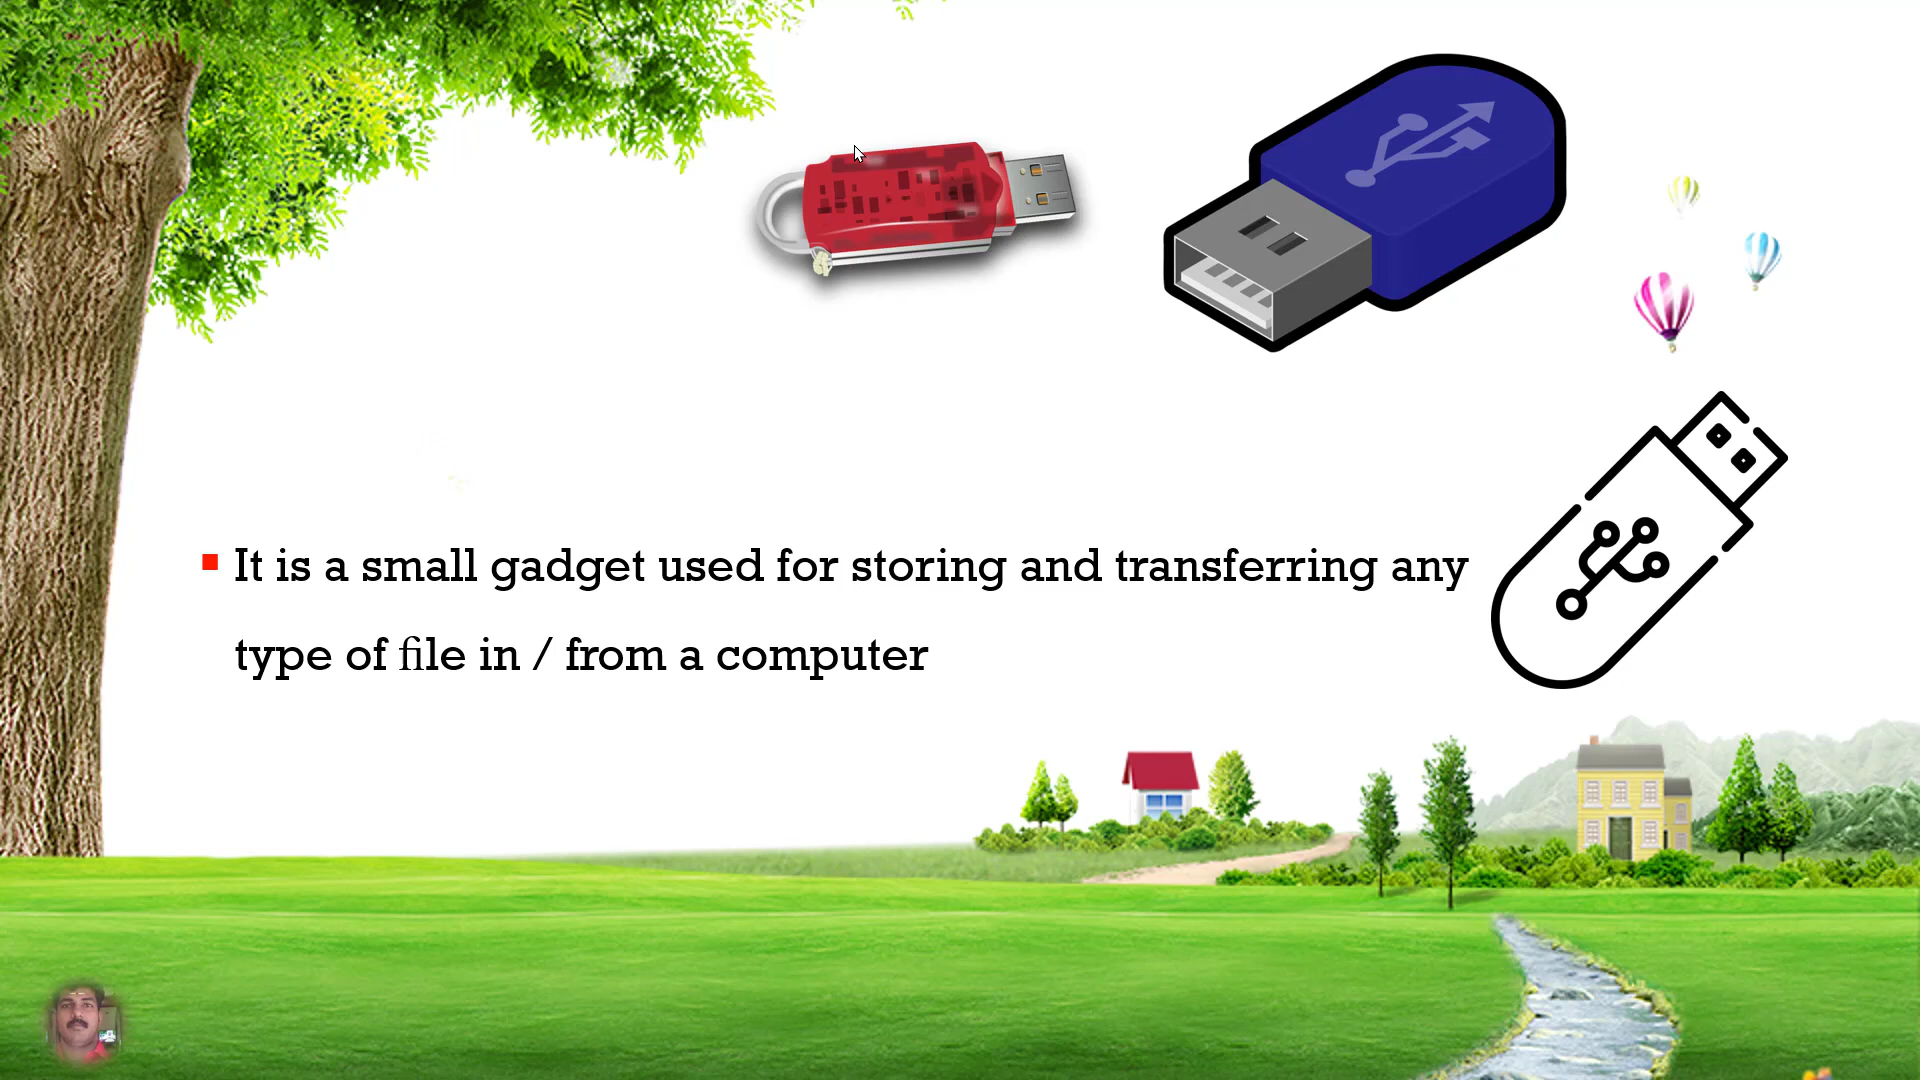 It is a small gadget used for storing and transferring any
type of file in / from a computer